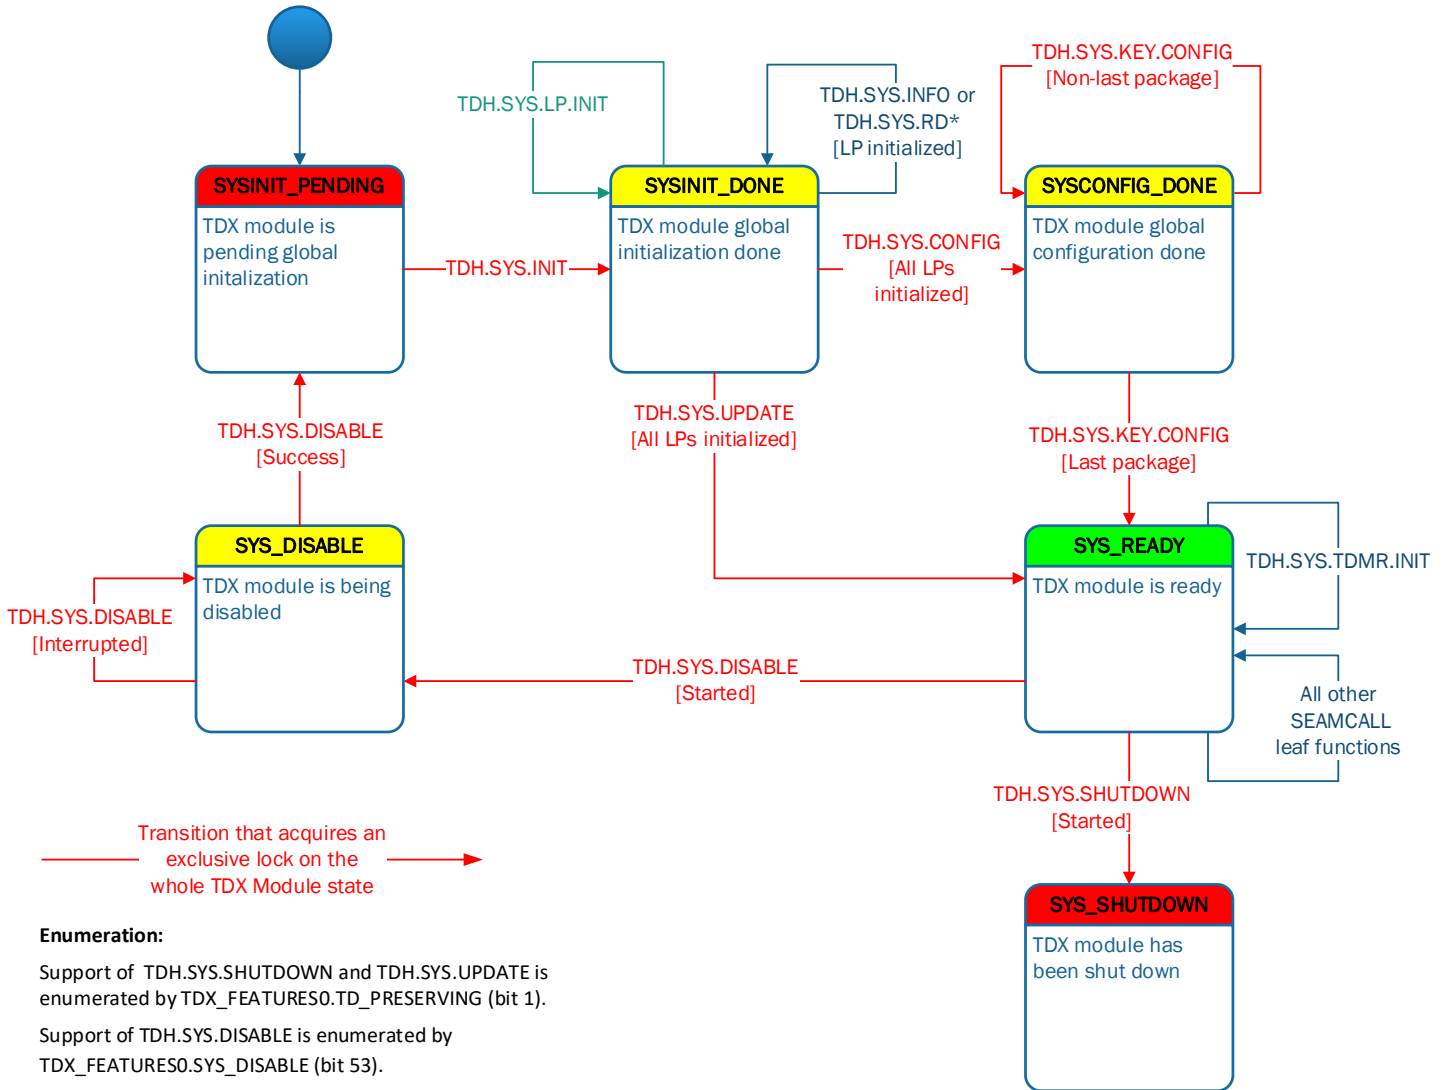 TDH.SYS.LP.INIT
TDH.SYS.INFO or
TDH.SYS.RD*
[LP initialized]
TDH.SYS.KEY.CONFIG
[Non-last package]
SYSINIT_PENDING
TDX module is
pending global
initalization
TDH.SYS.INIT
SYSINIT_DONE
TDX module global
initialization done
TDH.SYS.CONFIG
[All LPs
initialized]
SYSCONFIG_DONE
TDX module global
configuration done
TDH.SYS.DISABLE
[Success]
TDH.SYS.UPDATE
[All LPs initialized]
TDH.SYS.KEY.CONFIG
[Last package]
SYS_DISABLE
TDX module is being
disabled
TDH.SYS.DISABLE
[Interrupted]
TDH.SYS.DISABLE
[Started]
SYS_READY
TDX module is ready
TDH.SYS.TDMR.INIT
All other
SEAMCALL
leaf functions
TDH.SYS.SHUTDOWN
[Started]
SYS_SHUTDOWN
TDX module has
been shut down
Transition that acquires an
exclusive lock on the
whole TDX Module state
Enumeration:
Support of TDH.SYS.SHUTDOWN and TDH.SYS.UPDATE is
enumerated by TDX_FEATURES0.TD_PRESERVING (bit 1).
Support of TDH.SYS.DISABLE is enumerated by
TDX_FEATURES0.SYS_DISABLE (bit 53).